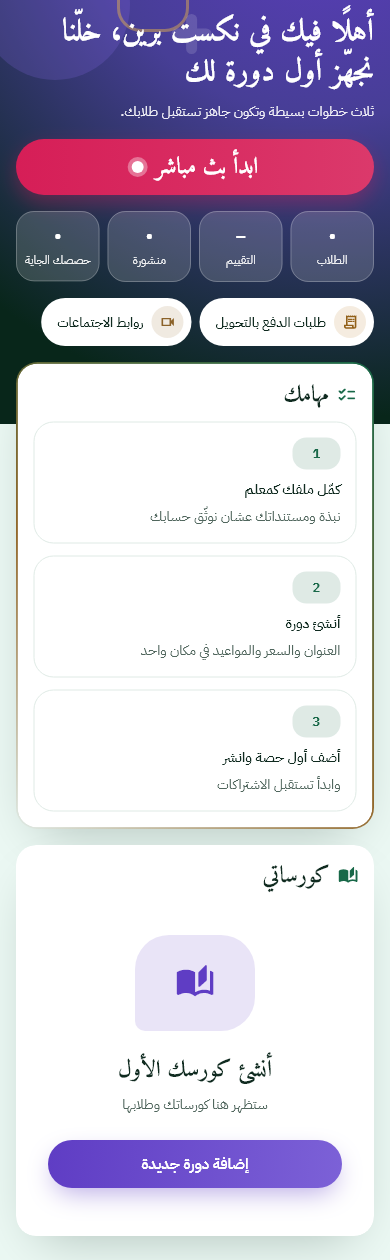 أهلًا فيك في نكست برين، خلّنا
نجهّز أول دورة لك
ثلاث خطوات بسيطة وتكون جاهز تستقبل طلابك.
ابدأ بث مباشر
٠
الطلاب
—
التقييم
٠
منشورة
٠
حصصك الجاية
طلبات الدفع بالتحويل
روابط الاجتماعات
مهامك
1
كمّل ملفك كمعلم
نبذة ومستنداتك عشان نوثّق حسابك
2
أنشئ دورة
العنوان والسعر والمواعيد في مكان واحد
3
أضف أول حصة وانشر
وابدأ تستقبل الاشتراكات
كورساتي
أنشئ كورسك الأول
ستظهر هنا كورساتك وطلابها
إضافة دورة جديدة